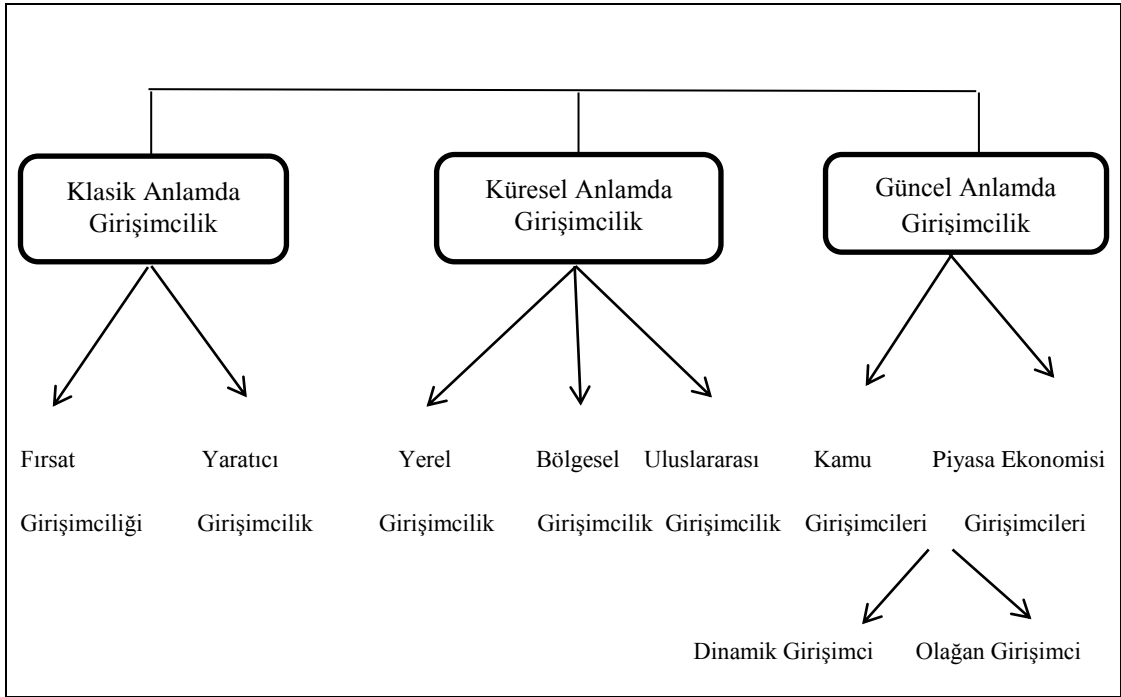 Klasik Anlamda
Girişimcilik
Küresel Anlamda
Girişimcilik
Güncel Anlamda
Girişimcilik
Fırsat
Girişimciliği
Yaratıcı
Girişimcilik
Yerel
Girişimcilik
Bölgesel
Girişimcilik
Uluslararası
Girişimcilik
Kamu
Girişimcileri
Piyasa Ekonomisi
Girişimcileri
Dinamik Girişimci
Olağan Girişimci